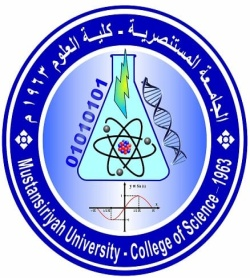 الجامعة المستنصرية - كلية العلوم ١٩٦٣ م
01010101
Mustansiriyah University - College of Science - 1963